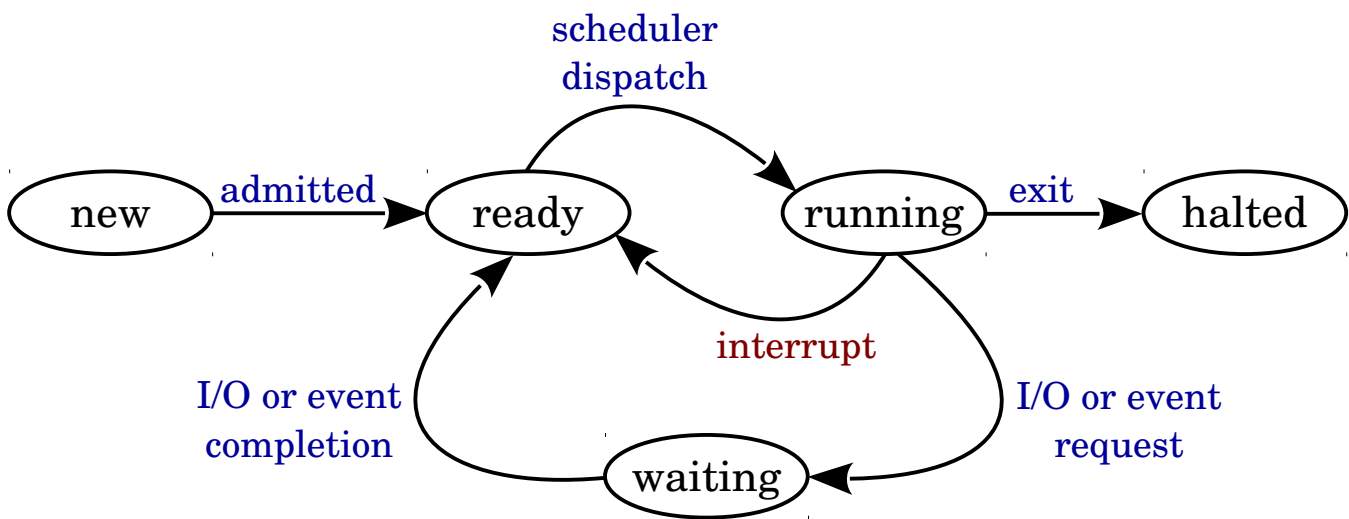 scheduler
dispatch
new
admitted
ready
running
exit
halted
interrupt
I/O or event
completion
I/O or event
request
waiting